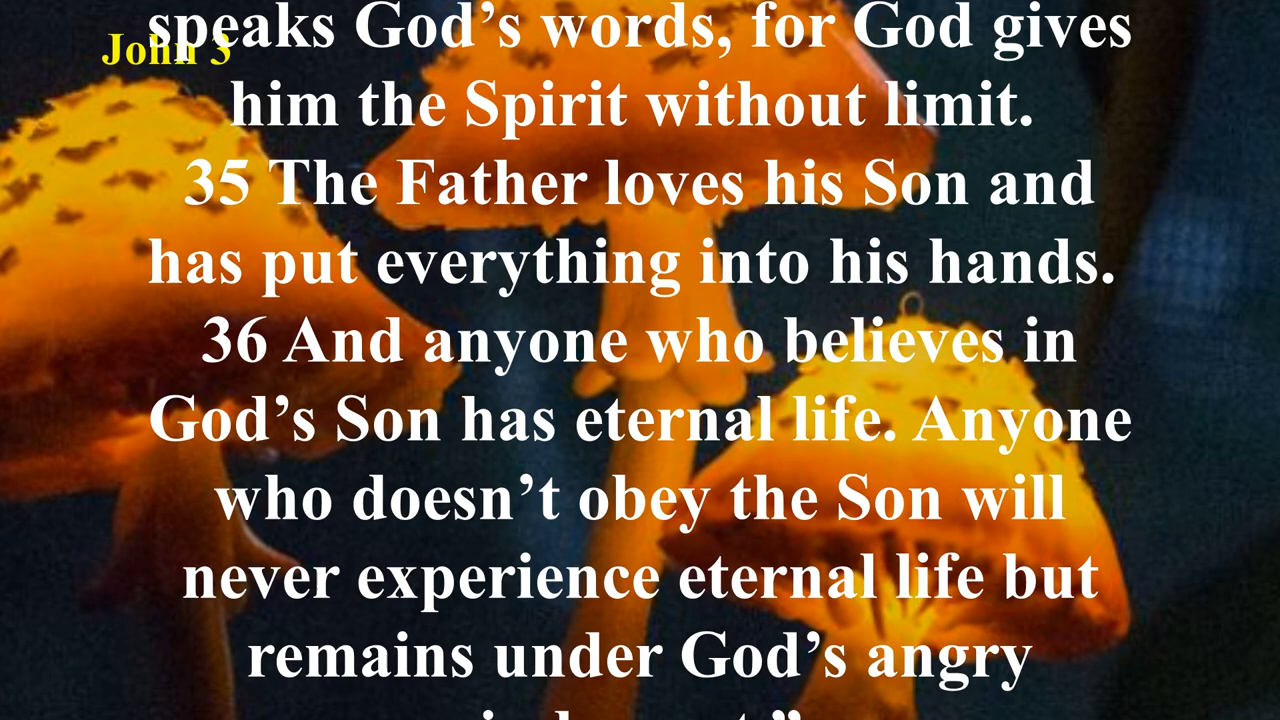 John 3
speaks God’s words, for God gives
him the Spirit without limit.
35 The Father loves his Son and
has put everything into his hands.
36 And anyone who believes in
God’s Son has eternal life. Anyone
who doesn’t obey the Son will
never experience eternal life but
remains under God’s angry